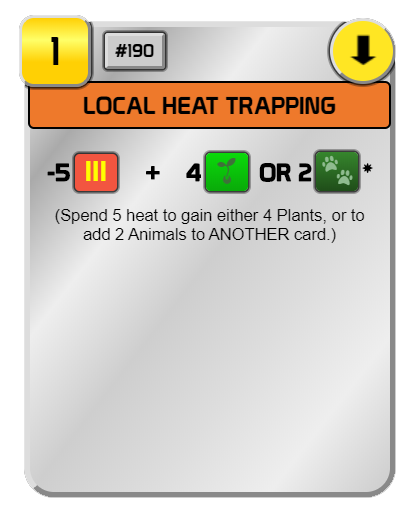 1
#190
LOCAL HEAT TRAPPING
-5 + 4 OR 2 *
(Spend 5 heat to gain either 4 Plants, or to
add 2 Animals to ANOTHER card.)